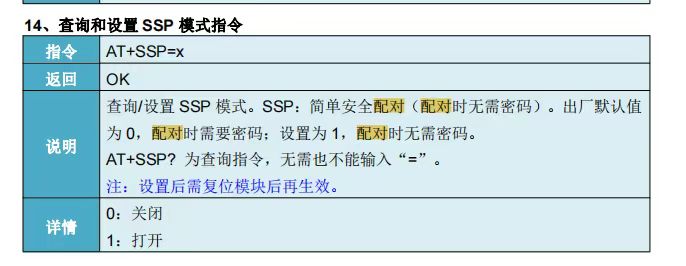 14、查询和设置 SSP 模式指令
指令 AT+SSP=x
返回 OK
说明
查询/设置 SSP 模式。SSP：简单安全配对（配对时无需密码）。出厂默认值
为 0，配对时需要密码；设置为 1，配对时无需密码。
AT+SSP? 为查询指令，无需也不能输入“=”。
注：设置后需复位模块后再生效。
详情
0：关闭
1：打开